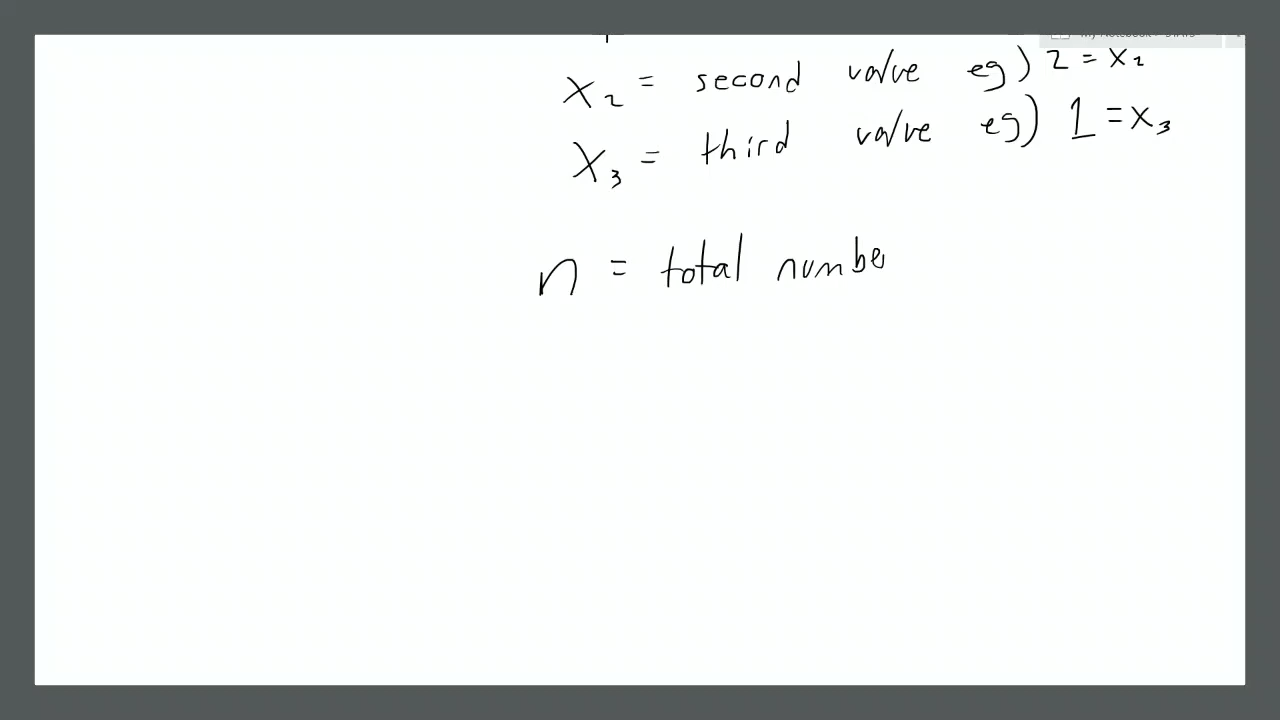 x₂ = second value eg) 2 = x₂
x₃ = third value eg) 1 = x₃
n = total numbe